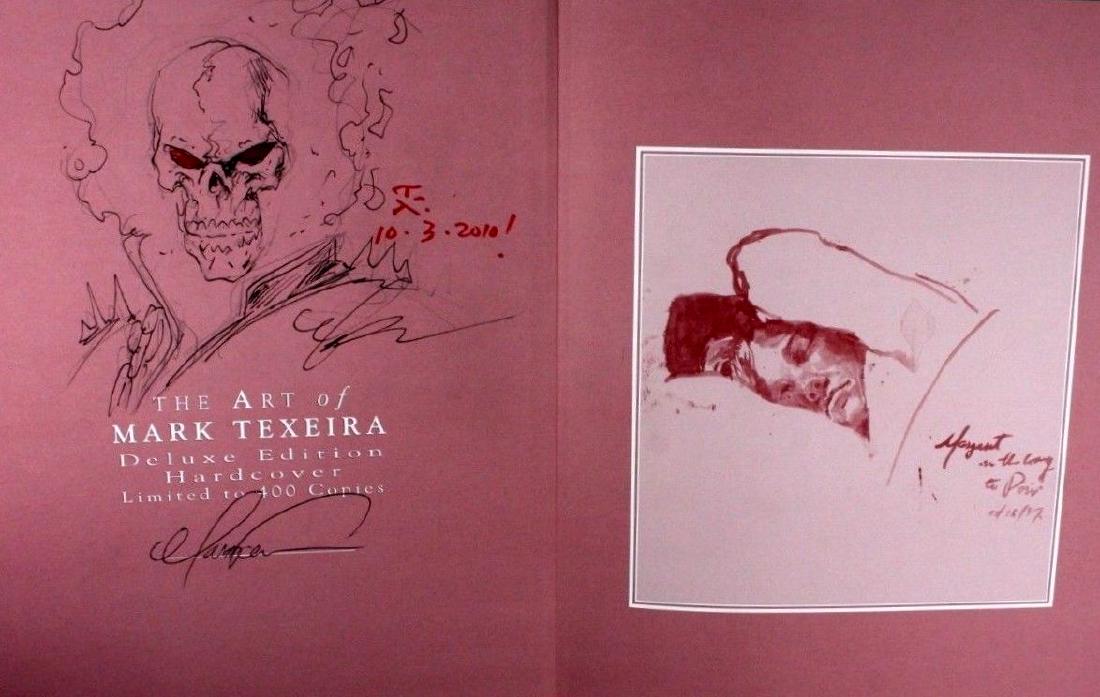 TX.
10·3·2010!
THE ART of
MARK TEXEIRA
Deluxe Edition
Hardcover
Limited to 400 Copies
Margaret
on the way
to